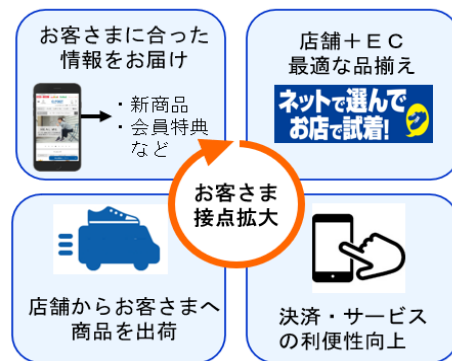 お客さまに合った
情報をお届け
・新商品
・会員特典
など
店舗＋ＥＣ
最適な品揃え
ネットで選んで
お店で試着!
お客さま
接点拡大
店舗からお客さまへ
商品を出荷
決済・サービス
の利便性向上